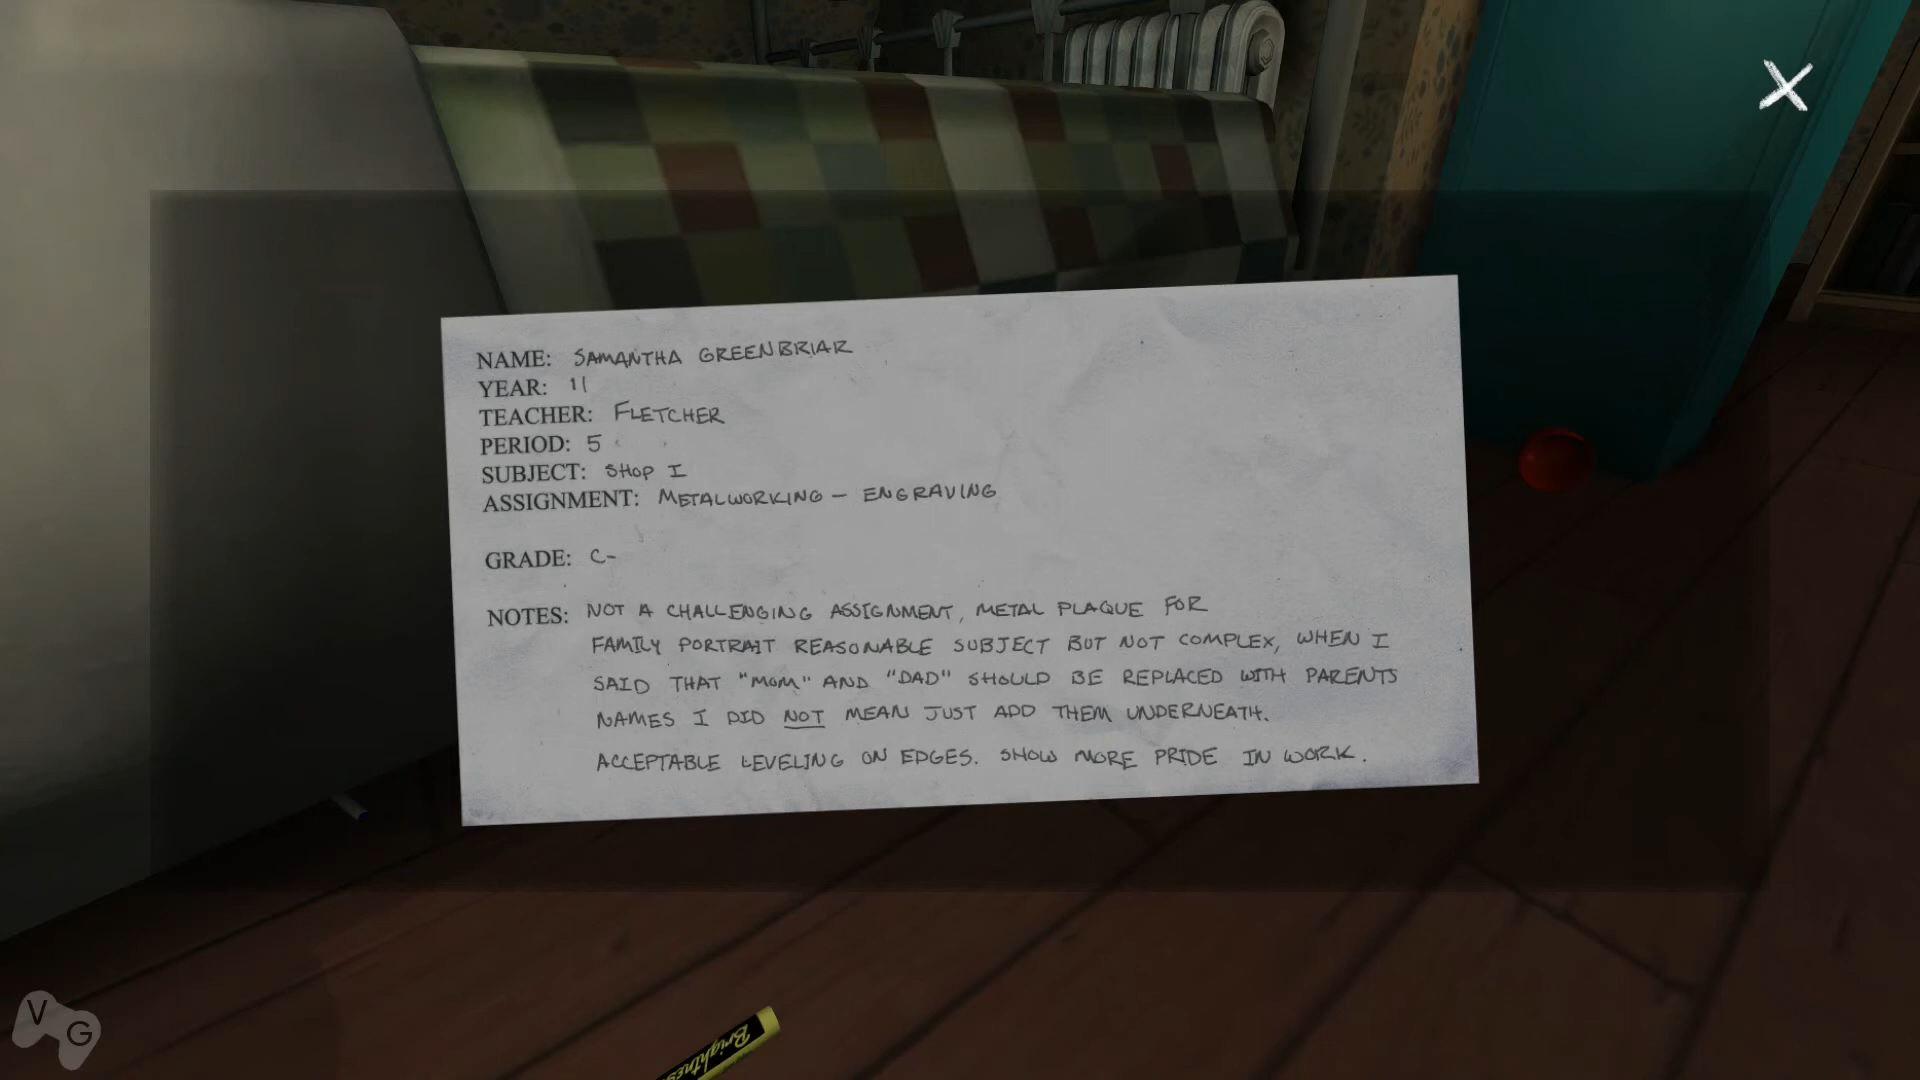 NAME: SAMANTHA GREENBRIAR
YEAR: 11
TEACHER: FLETCHER
PERIOD: 5
SUBJECT: SHOP I
ASSIGNMENT: METALWORKING - ENGRAVING
GRADE: C-
NOTES: NOT A CHALLENGING ASSIGNMENT, METAL PLAQUE FOR
FAMILY PORTRAIT REASONABLE SUBJECT BUT NOT COMPLEX, WHEN I
SAID THAT "MOM" AND "DAD" SHOULD BE REPLACED WITH PARENTS
NAMES I DID NOT MEAN JUST ADD THEM UNDERNEATH.
ACCEPTABLE LEVELING ON EDGES. SHOW MORE PRIDE IN WORK.
V G